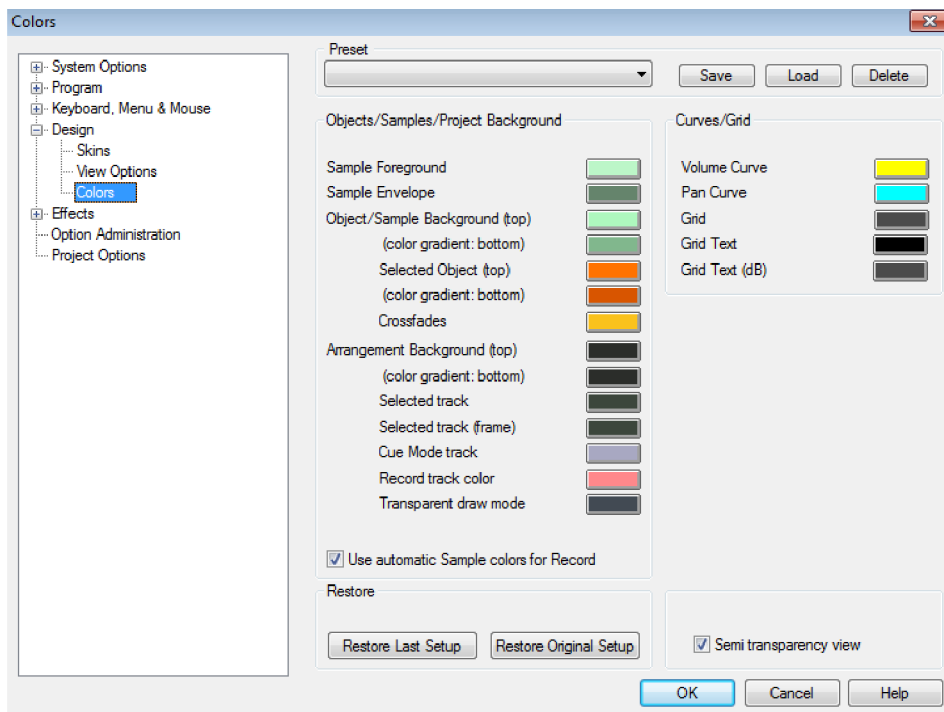 Colors
System Options
Program
Keyboard, Menu & Mouse
Design
Skins
View Options
Colors
Effects
Option Administration
Project Options
Preset
Save
Load
Delete
Objects/Samples/Project Background
Sample Foreground
Sample Envelope
Object/Sample Background (top)
(color gradient: bottom)
Selected Object (top)
(color gradient: bottom)
Crossfades
Arrangement Background (top)
(color gradient: bottom)
Selected track
Selected track (frame)
Cue Mode track
Record track color
Transparent draw mode
Use automatic Sample colors for Record
Curves/Grid
Volume Curve
Pan Curve
Grid
Grid Text
Grid Text (dB)
Restore
Restore Last Setup
Restore Original Setup
Semi transparency view
OK
Cancel
Help